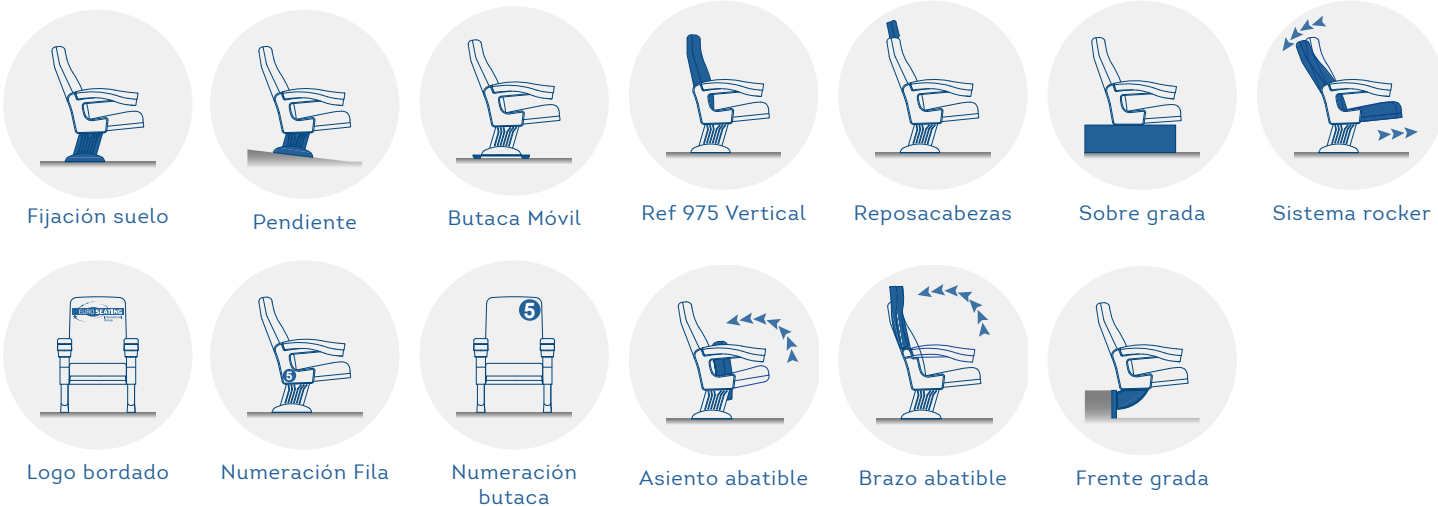 Fijación suelo
Pendiente
Butaca Móvil
Ref 975 Vertical
Reposacabezas
Sobre grada
Sistema rocker
EURO SEATING
5
5
Logo bordado
Numeración Fila
Numeración
butaca
Asiento abatible
Brazo abatible
Frente grada